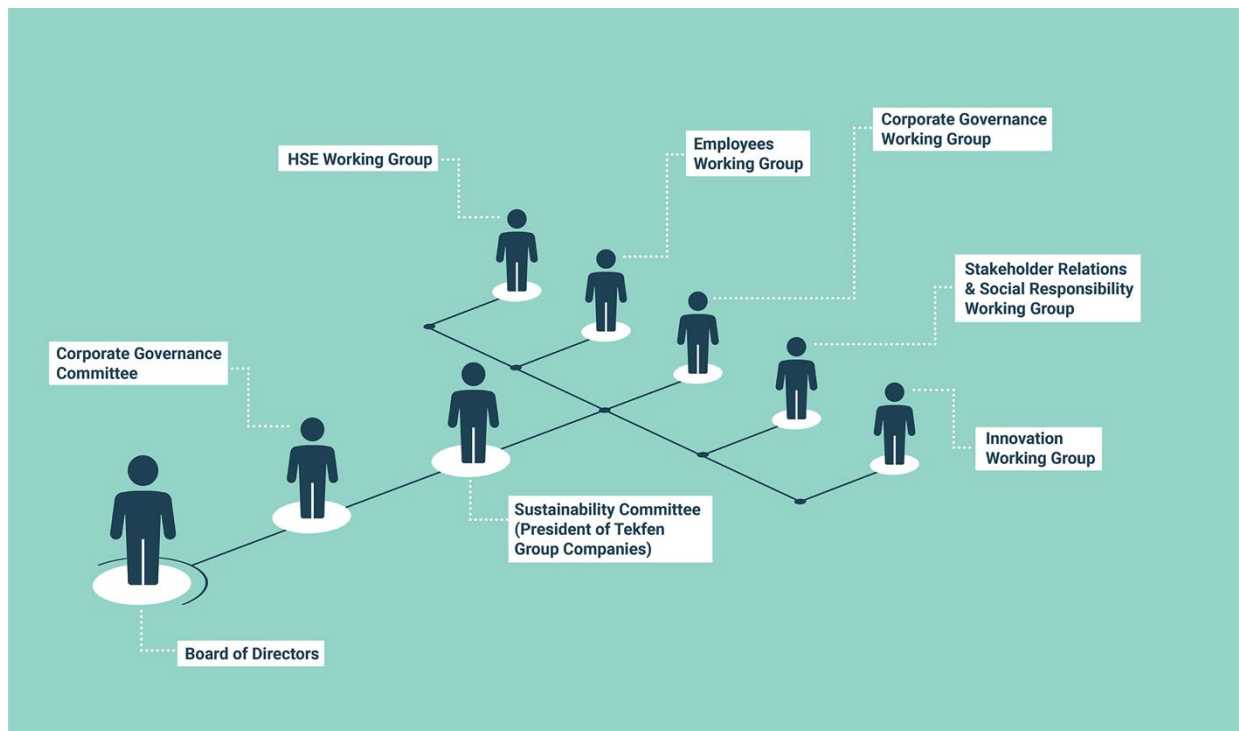 Corporate Governance
Working Group
Employees
Working Group
HSE Working Group
Stakeholder Relations
& Social Responsibility
Working Group
Corporate Governance
Committee
Innovation
Working Group
Sustainability Committee
(President of Tekfen
Group Companies)
Board of Directors